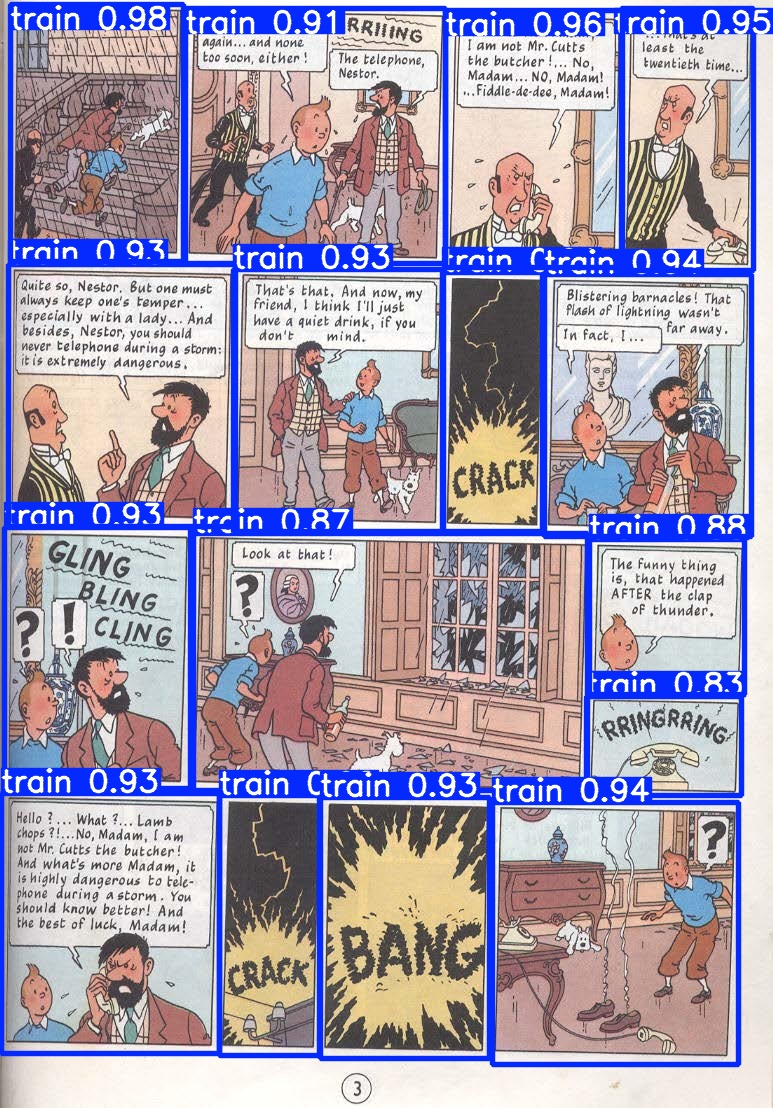 train 0.98
train 0.91
RRIIING
again... and none
too soon, either!
The telephone,
Nestor.
train 0.96
I am not Mr. Cutts
the butcher!... No,
Madam... NO, Madam!
...Fiddle-de-dee, Madam!
train 0.95
...That's at
least the
twentieth time...
train 0.93
Quite so, Nestor. But one must
always keep one's temper...
especially with a lady... And
besides, Nestor, you should
never telephone during a storm:
it is extremely dangerous.
train 0.93
That's that. And now, my
friend, I think I'll just
have a quiet drink, if you
don't mind.
train
CRACK
train 0.94
Blistering barnacles! That
flash of lightning wasn't
far away.
In fact, I...
train 0.93
GLING
BLING
CLING
?
!
train 0.87
Look at that!
?
train 0.88
The funny thing
is, that happened
AFTER the clap
of thunder.
train 0.83
RRINGRRING
train 0.93
Hello?... What?... Lamb
chops?!... No, Madam, I am
not Mr. Cutts the butcher!
And what's more Madam, it
is highly dangerous to tele-
phone during a storm. You
should know better! And
the best of luck, Madam!
train
CRACK
train 0.93
BANG
train 0.94
?
3